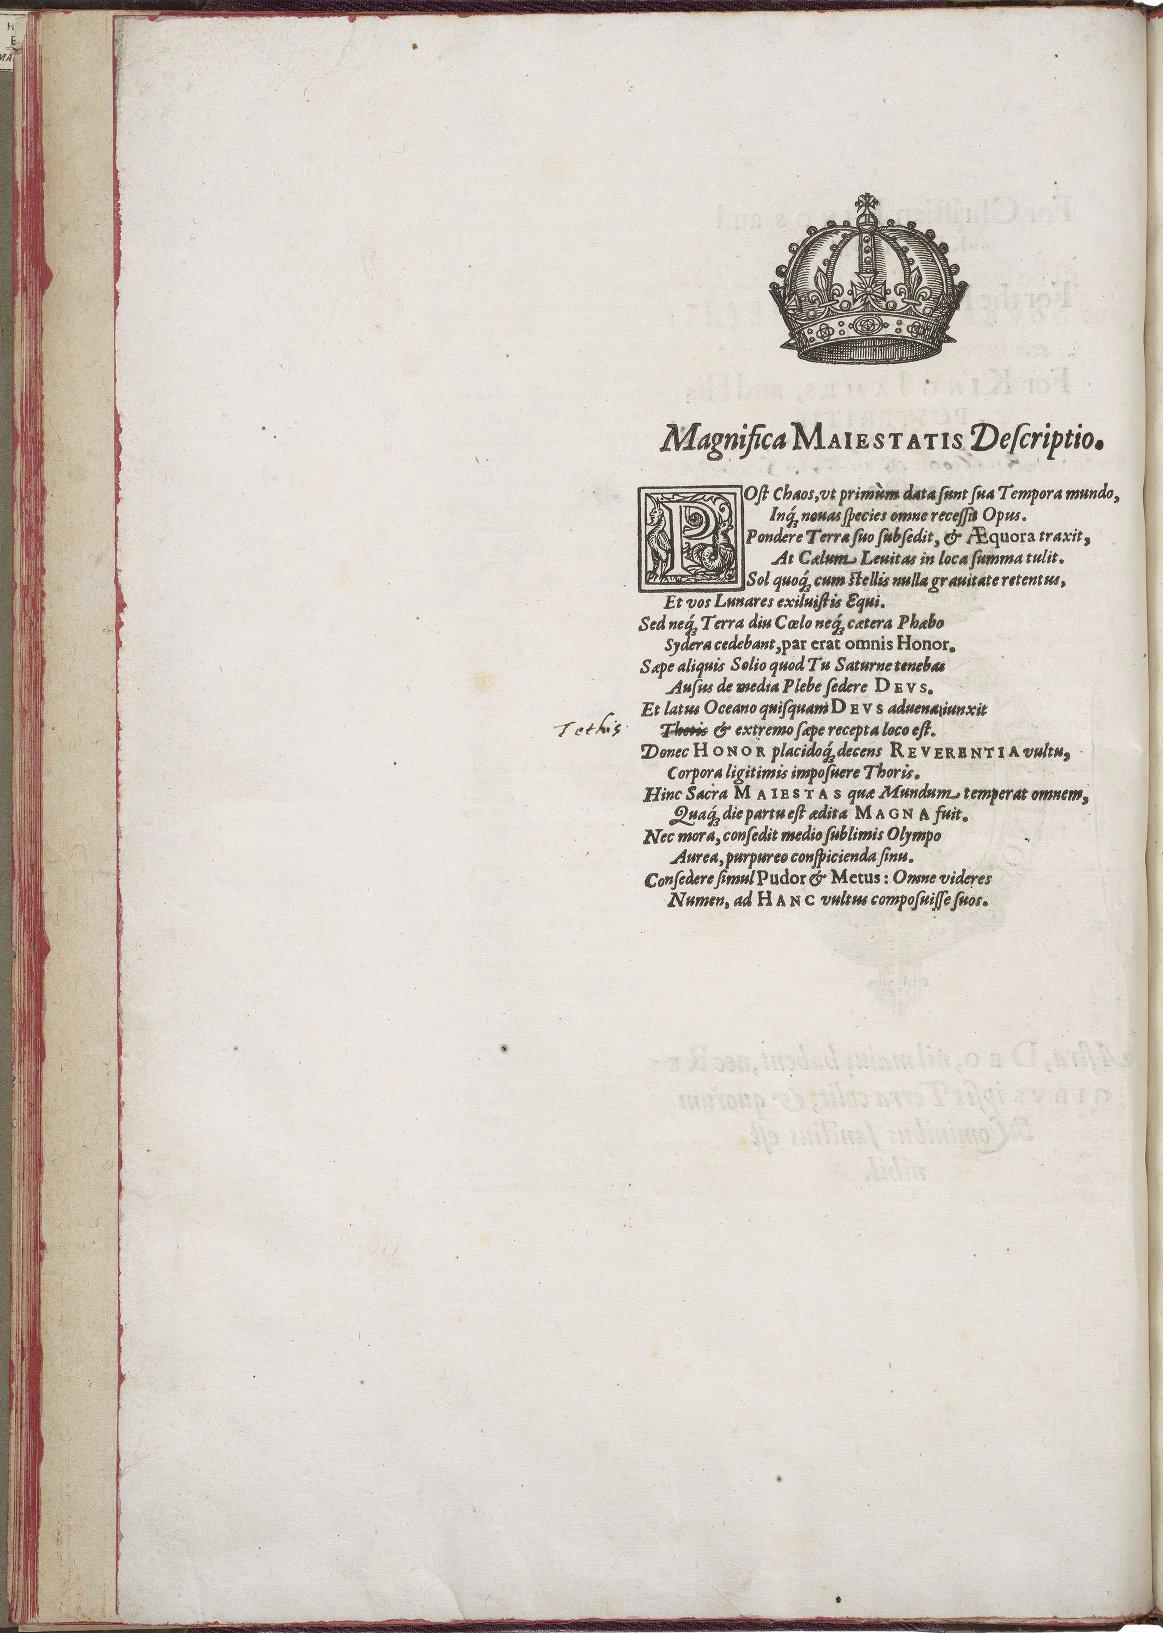 Magnifica MAIESTATIS Deſcriptio.
POſt Chaos, vt primùm data ſunt ſua Tempora mundo,
Inq́; nouas ſpecies omne receſſit Opus.
Pondere Terra ſuo ſubſedit, & Æquora traxit,
At Cælum Leuitas in loca ſumma tulit.
Sol quoq́; cum ſtellis nulla grauitate retentus,
Et vos Lunares exiluiſtis Equi.
Sed neq́; Terra diu Cœlo neq́; cætera Phæbo
Sydera cedebant, par erat omnis Honor.
Sæpe aliquis Solio quod Tu Saturne tenebas
Auſus de media Plebe ſedere DEVS.
Et latus Oceano quiſquam DEVS aduena iunxit
Tethis Thetis & extremo ſæpe recepta loco eſt.
Donec HONOR placidoq́; decens REVERENTIA vultu,
Corpora ligitimis impoſuere Thoris.
Hinc Sacra MAIESTAS quæ Mundum temperat omnem,
Quaq́; die partu eſt ædita MAGNA fuit.
Nec mora, conſedit medio ſublimis Olympo
Aurea, purpureo conſpicienda ſinu.
Conſedere ſimul Pudor & Metus: Omne videres
Numen, ad HANC vultus compoſuiſſe ſuos.